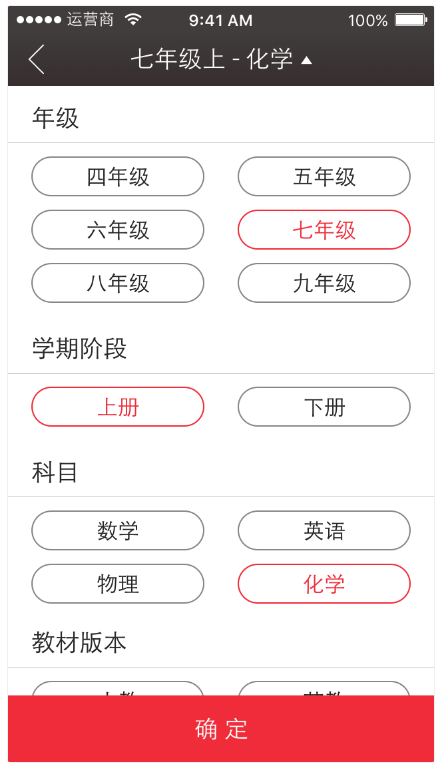 ●●●●● 运营商 9:41 AM 100%
七年级上 - 化学 ▲
年级
四年级 五年级
六年级 七年级
八年级 九年级
学期阶段
上册 下册
科目
数学 英语
物理 化学
教材版本
确 定